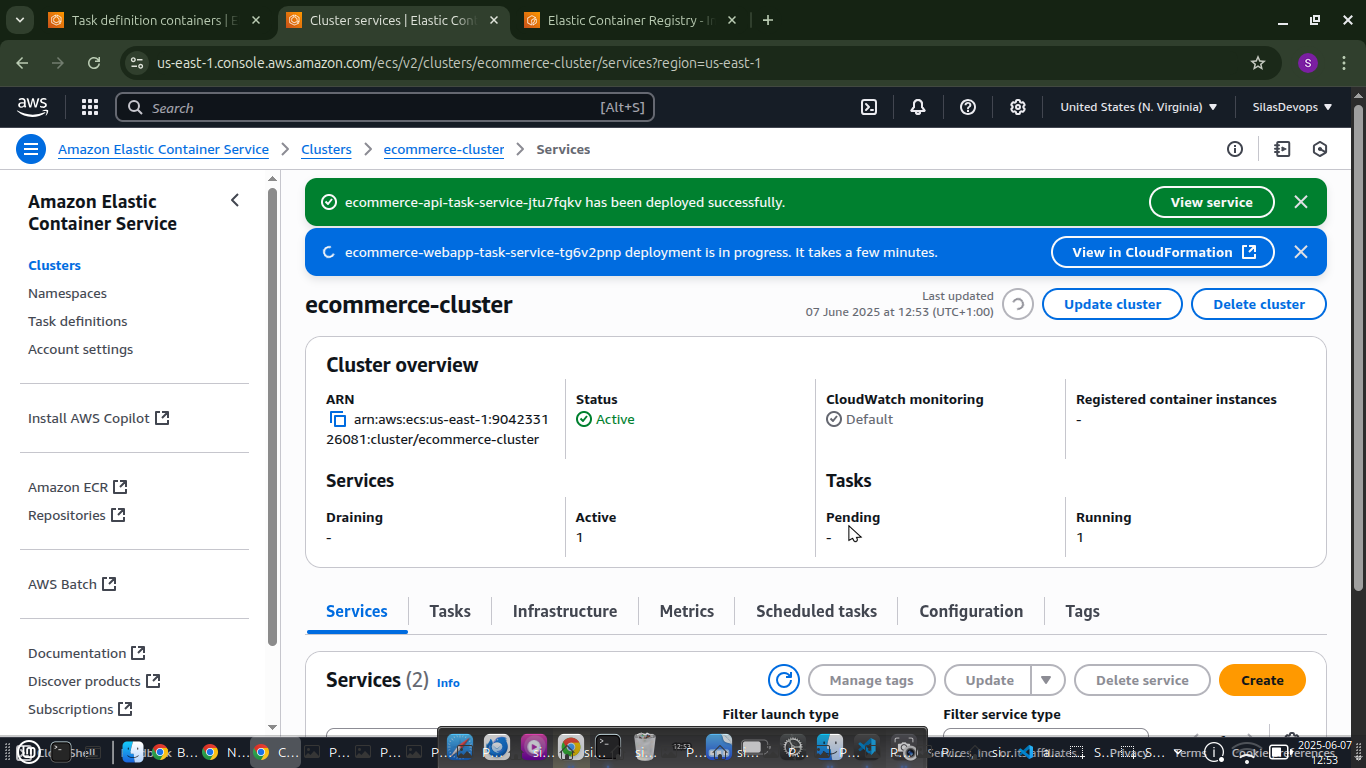 Task definition containers | E
Cluster services | Elastic Cont
Elastic Container Registry - I
us-east-1.console.aws.amazon.com/ecs/v2/clusters/ecommerce-cluster/services?region=us-east-1
S
aws
Search
[Alt+S]
United States (N. Virginia)
SilasDevops
Amazon Elastic Container Service
Clusters
ecommerce-cluster
Services
Amazon Elastic
Container Service
Clusters
Namespaces
Task definitions
Account settings
Install AWS Copilot
Amazon ECR
Repositories
AWS Batch
Documentation
Discover products
Subscriptions
ecommerce-api-task-service-jtu7fqkv has been deployed successfully.
View service
ecommerce-webapp-task-service-tg6v2pnp deployment is in progress. It takes a few minutes.
View in CloudFormation
ecommerce-cluster
Last updated
07 June 2025 at 12:53 (UTC+1:00)
Update cluster
Delete cluster
Cluster overview
ARN
arn:aws:ecs:us-east-1:9042331
26081:cluster/ecommerce-cluster
Status
Active
CloudWatch monitoring
Default
Registered container instances
-
Services
Tasks
Draining
-
Active
1
Pending
-
Running
1
Services
Tasks
Infrastructure
Metrics
Scheduled tasks
Configuration
Tags
Services (2)
Info
Manage tags
Update
Delete service
Create
Filter launch type
Filter service type
B...
N...
C...
P...
P...
2025-06-07
12:53